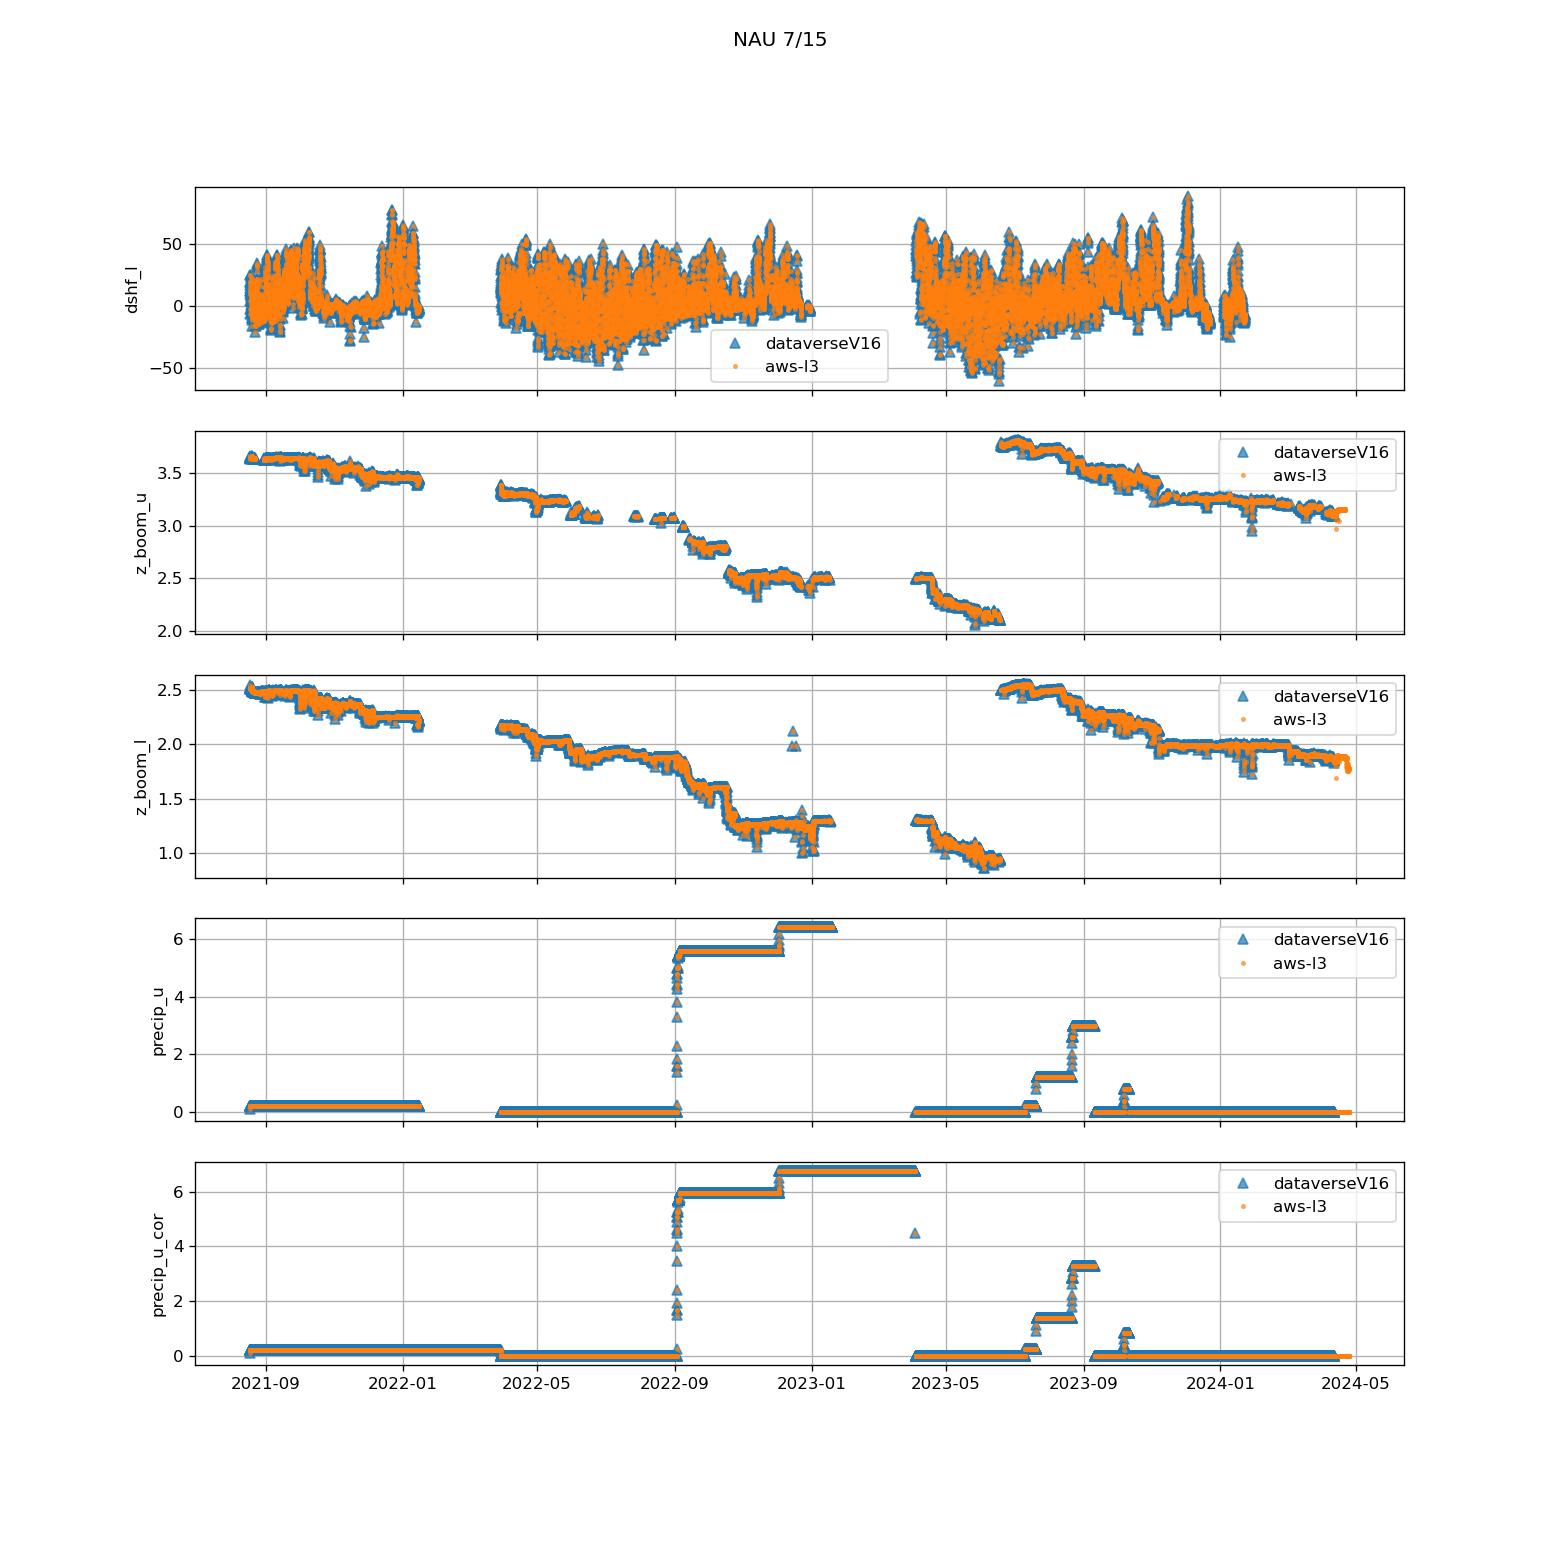 NAU 7/15
dshf_l
50
0
−50
dataverseV16
aws-l3
z_boom_u
3.5
3.0
2.5
2.0
dataverseV16
aws-l3
z_boom_l
2.5
2.0
1.5
1.0
dataverseV16
aws-l3
precip_u
6
4
2
0
dataverseV16
aws-l3
precip_u_cor
6
4
2
0
dataverseV16
aws-l3
2021-09 2022-01 2022-05 2022-09 2023-01 2023-05 2023-09 2024-01 2024-05